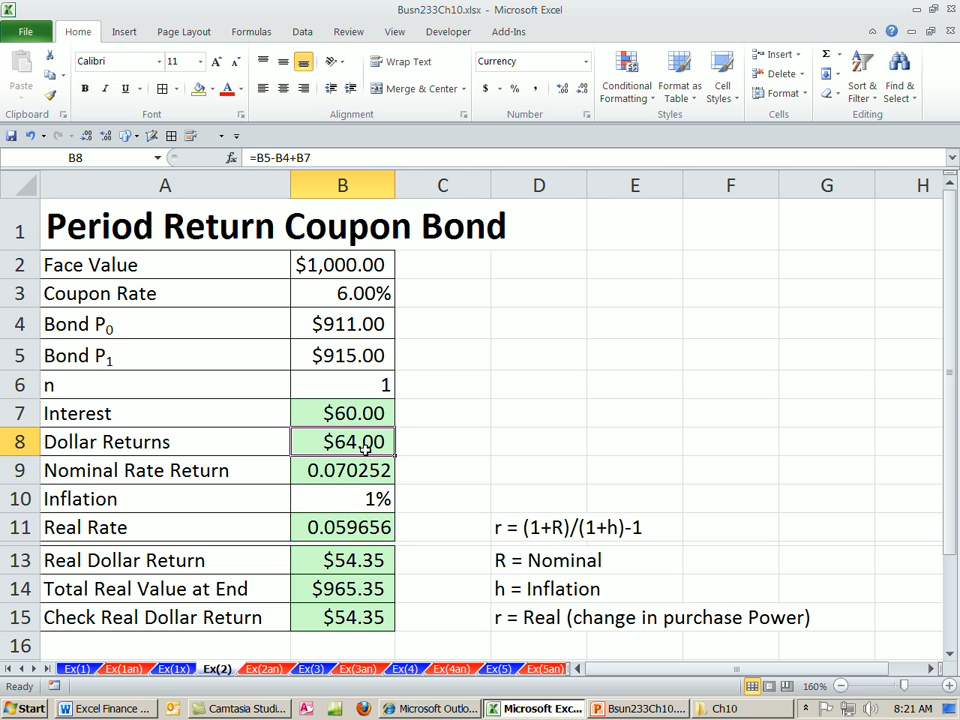 Busn233Ch10.xlsx - Microsoft Excel
File Home Insert Page Layout Formulas Data Review View Developer Add-Ins
Calibri 11 Wrap Text Currency Insert Σ
Paste B I U A Merge & Center $ % , Conditional Formatting Format as Table Cell Styles Delete Format Sort & Filter Find & Select
Clipboard Font Alignment Number Styles Cells Editing
B8 fx =B5-B4+B7
A B C D E F G H
1 Period Return Coupon Bond
2 Face Value $1,000.00
3 Coupon Rate 6.00%
4 Bond P0 $911.00
5 Bond P1 $915.00
6 n 1
7 Interest $60.00
8 Dollar Returns $64.00
9 Nominal Rate Return 0.070252
10 Inflation 1%
11 Real Rate 0.059656 r = (1+R)/(1+h)-1
13 Real Dollar Return $54.35 R = Nominal
14 Total Real Value at End $965.35 h = Inflation
15 Check Real Dollar Return $54.35 r = Real (change in purchase Power)
16
Ex(1) Ex(1an) Ex(1x) Ex(2) Ex(2an) Ex(3) Ex(3an) Ex(4) Ex(4an) Ex(5) Ex(5an)
Ready 160%
Start Excel Finance ... Camtasia Studi... Microsoft Outlo... Microsoft Exc... Busn233Ch10.... Ch10 8:21 AM